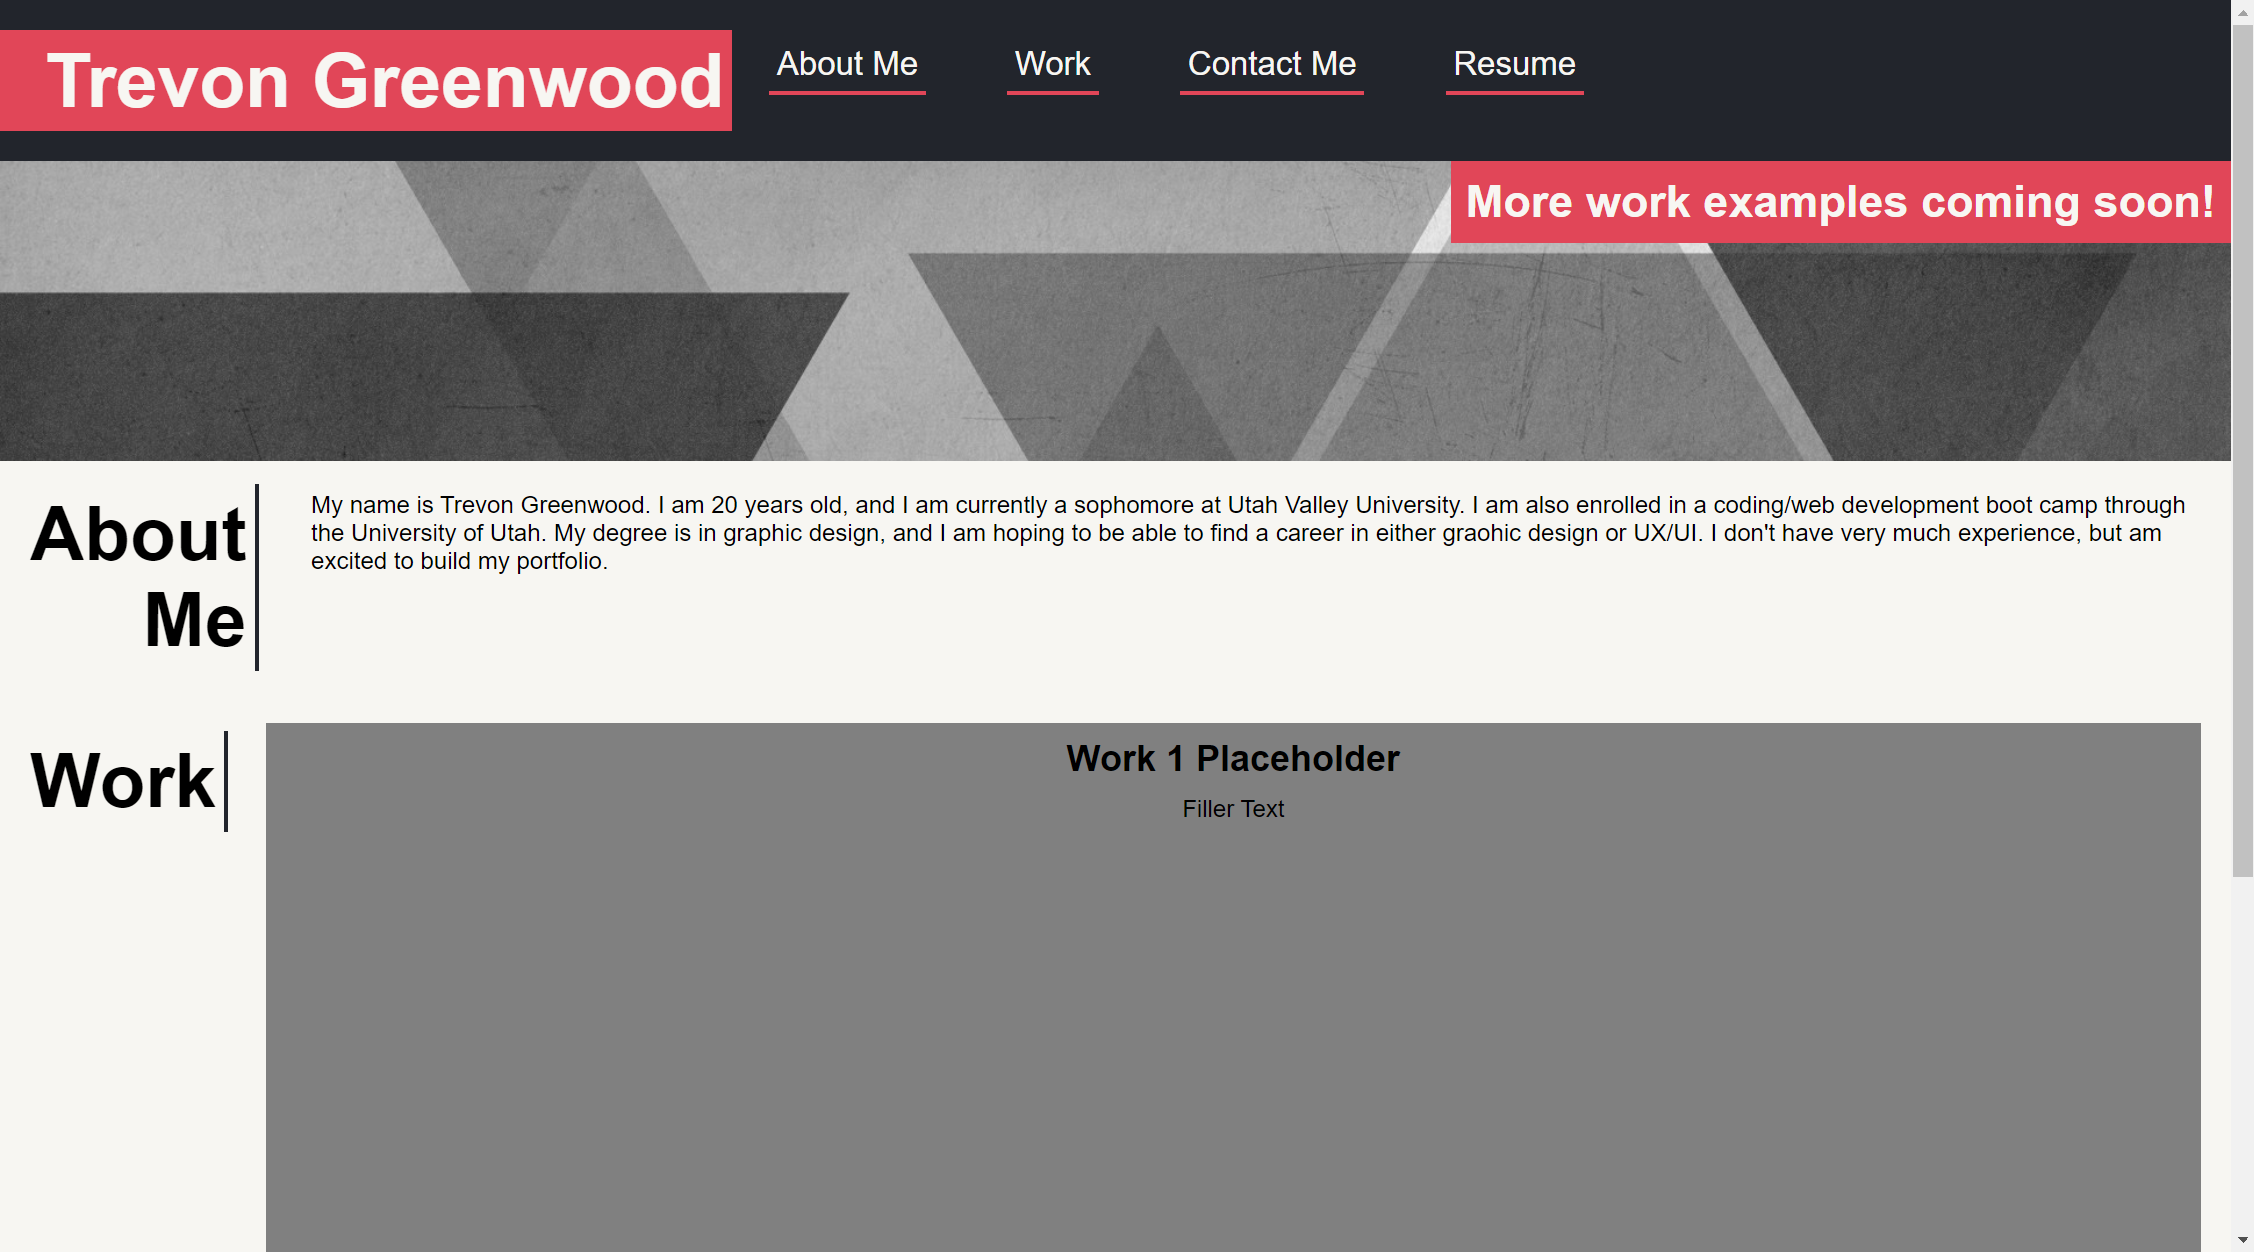 Trevon Greenwood
About Me
Work
Contact Me
Resume
More work examples coming soon!
About
Me
My name is Trevon Greenwood. I am 20 years old, and I am currently a sophomore at Utah Valley University. I am also enrolled in a coding/web development boot camp through
the University of Utah. My degree is in graphic design, and I am hoping to be able to find a career in either graohic design or UX/UI. I don't have very much experience, but am
excited to build my portfolio.
Work
Work 1 Placeholder
Filler Text